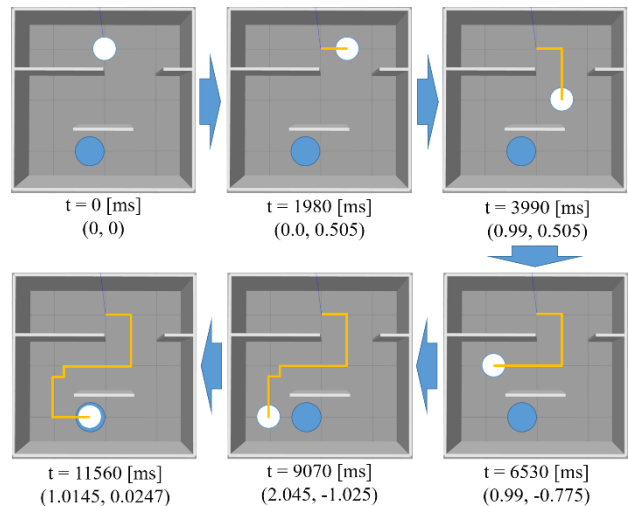 t = 0 [ms]
(0, 0)
t = 1980 [ms]
(0.0, 0.505)
t = 3990 [ms]
(0.99, 0.505)
t = 11560 [ms]
(1.0145, 0.0247)
t = 9070 [ms]
(2.045, -1.025)
t = 6530 [ms]
(0.99, -0.775)